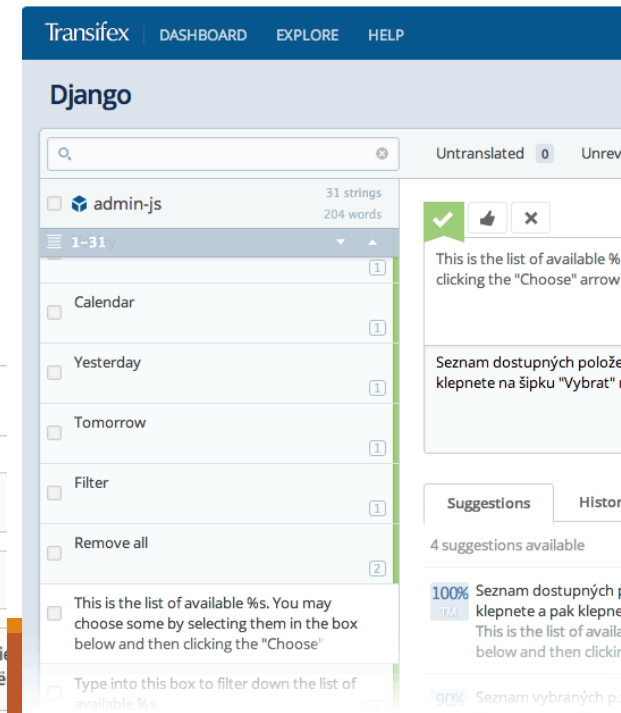 Transifex DASHBOARD EXPLORE HELP
Django
Untranslated 0
admin-js
31 strings
204 words
1–31
1
Calendar
1
Yesterday
1
Tomorrow
1
Filter
1
Remove all
2
This is the list of available %s. You may
choose some by selecting them in the box
below and then clicking the "Choose"
Type into this box to filter down the list of
available %s.
This is the list of available %
clicking the "Choose" arrow
Seznam dostupných polože
klepnete na šipku "Vybrat"
Suggestions Histor
4 suggestions available
100% Seznam dostupných p
TM klepnete a pak klepne
This is the list of availa
below and then clickin
90% Seznam vybraných p